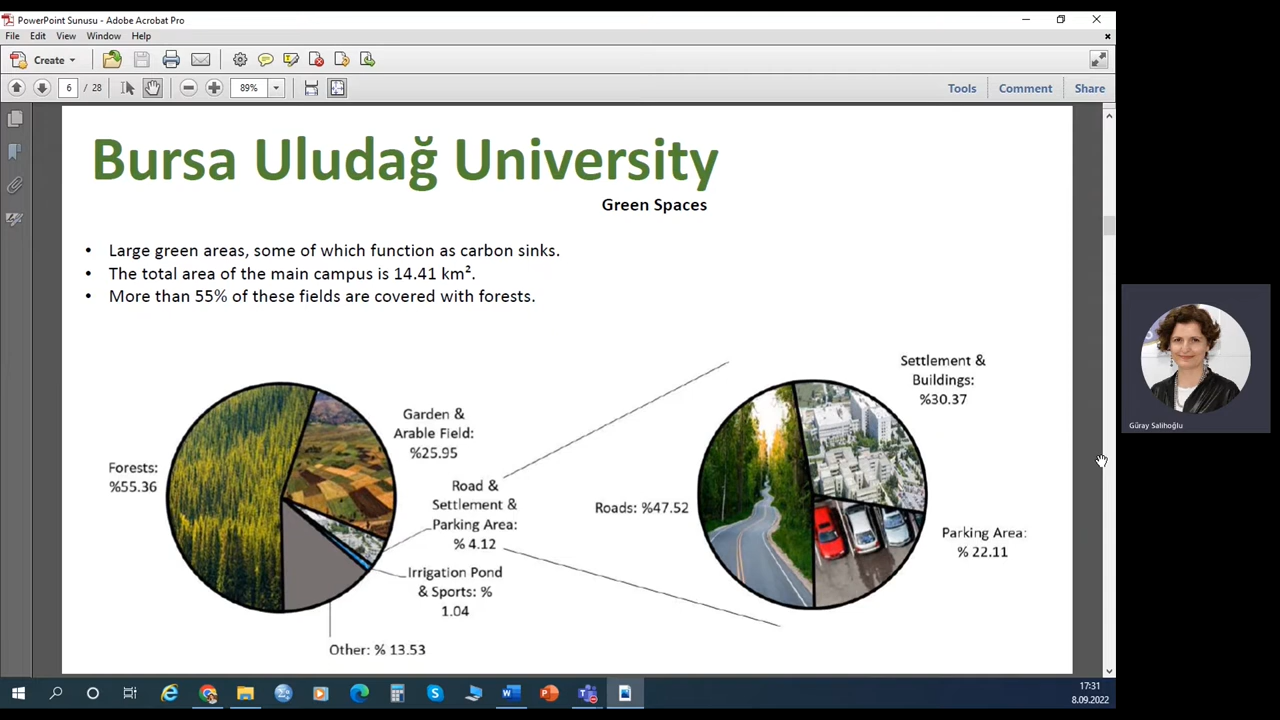 PowerPoint Sunusu - Adobe Acrobat Pro
File Edit View Window Help
Create
6 / 28
89%
Tools Comment Share
Bursa Uludağ University
Green Spaces
• Large green areas, some of which function as carbon sinks.
• The total area of the main campus is 14.41 km².
• More than 55% of these fields are covered with forests.
Forests:
%55.36
Garden &
Arable Field:
%25.95
Road &
Settlement &
Parking Area:
% 4.12
Irrigation Pond
& Sports: %
1.04
Other: % 13.53
Roads: %47.52
Settlement &
Buildings:
%30.37
Parking Area:
% 22.11
Güray Salihoğlu
17:31
8.09.2022